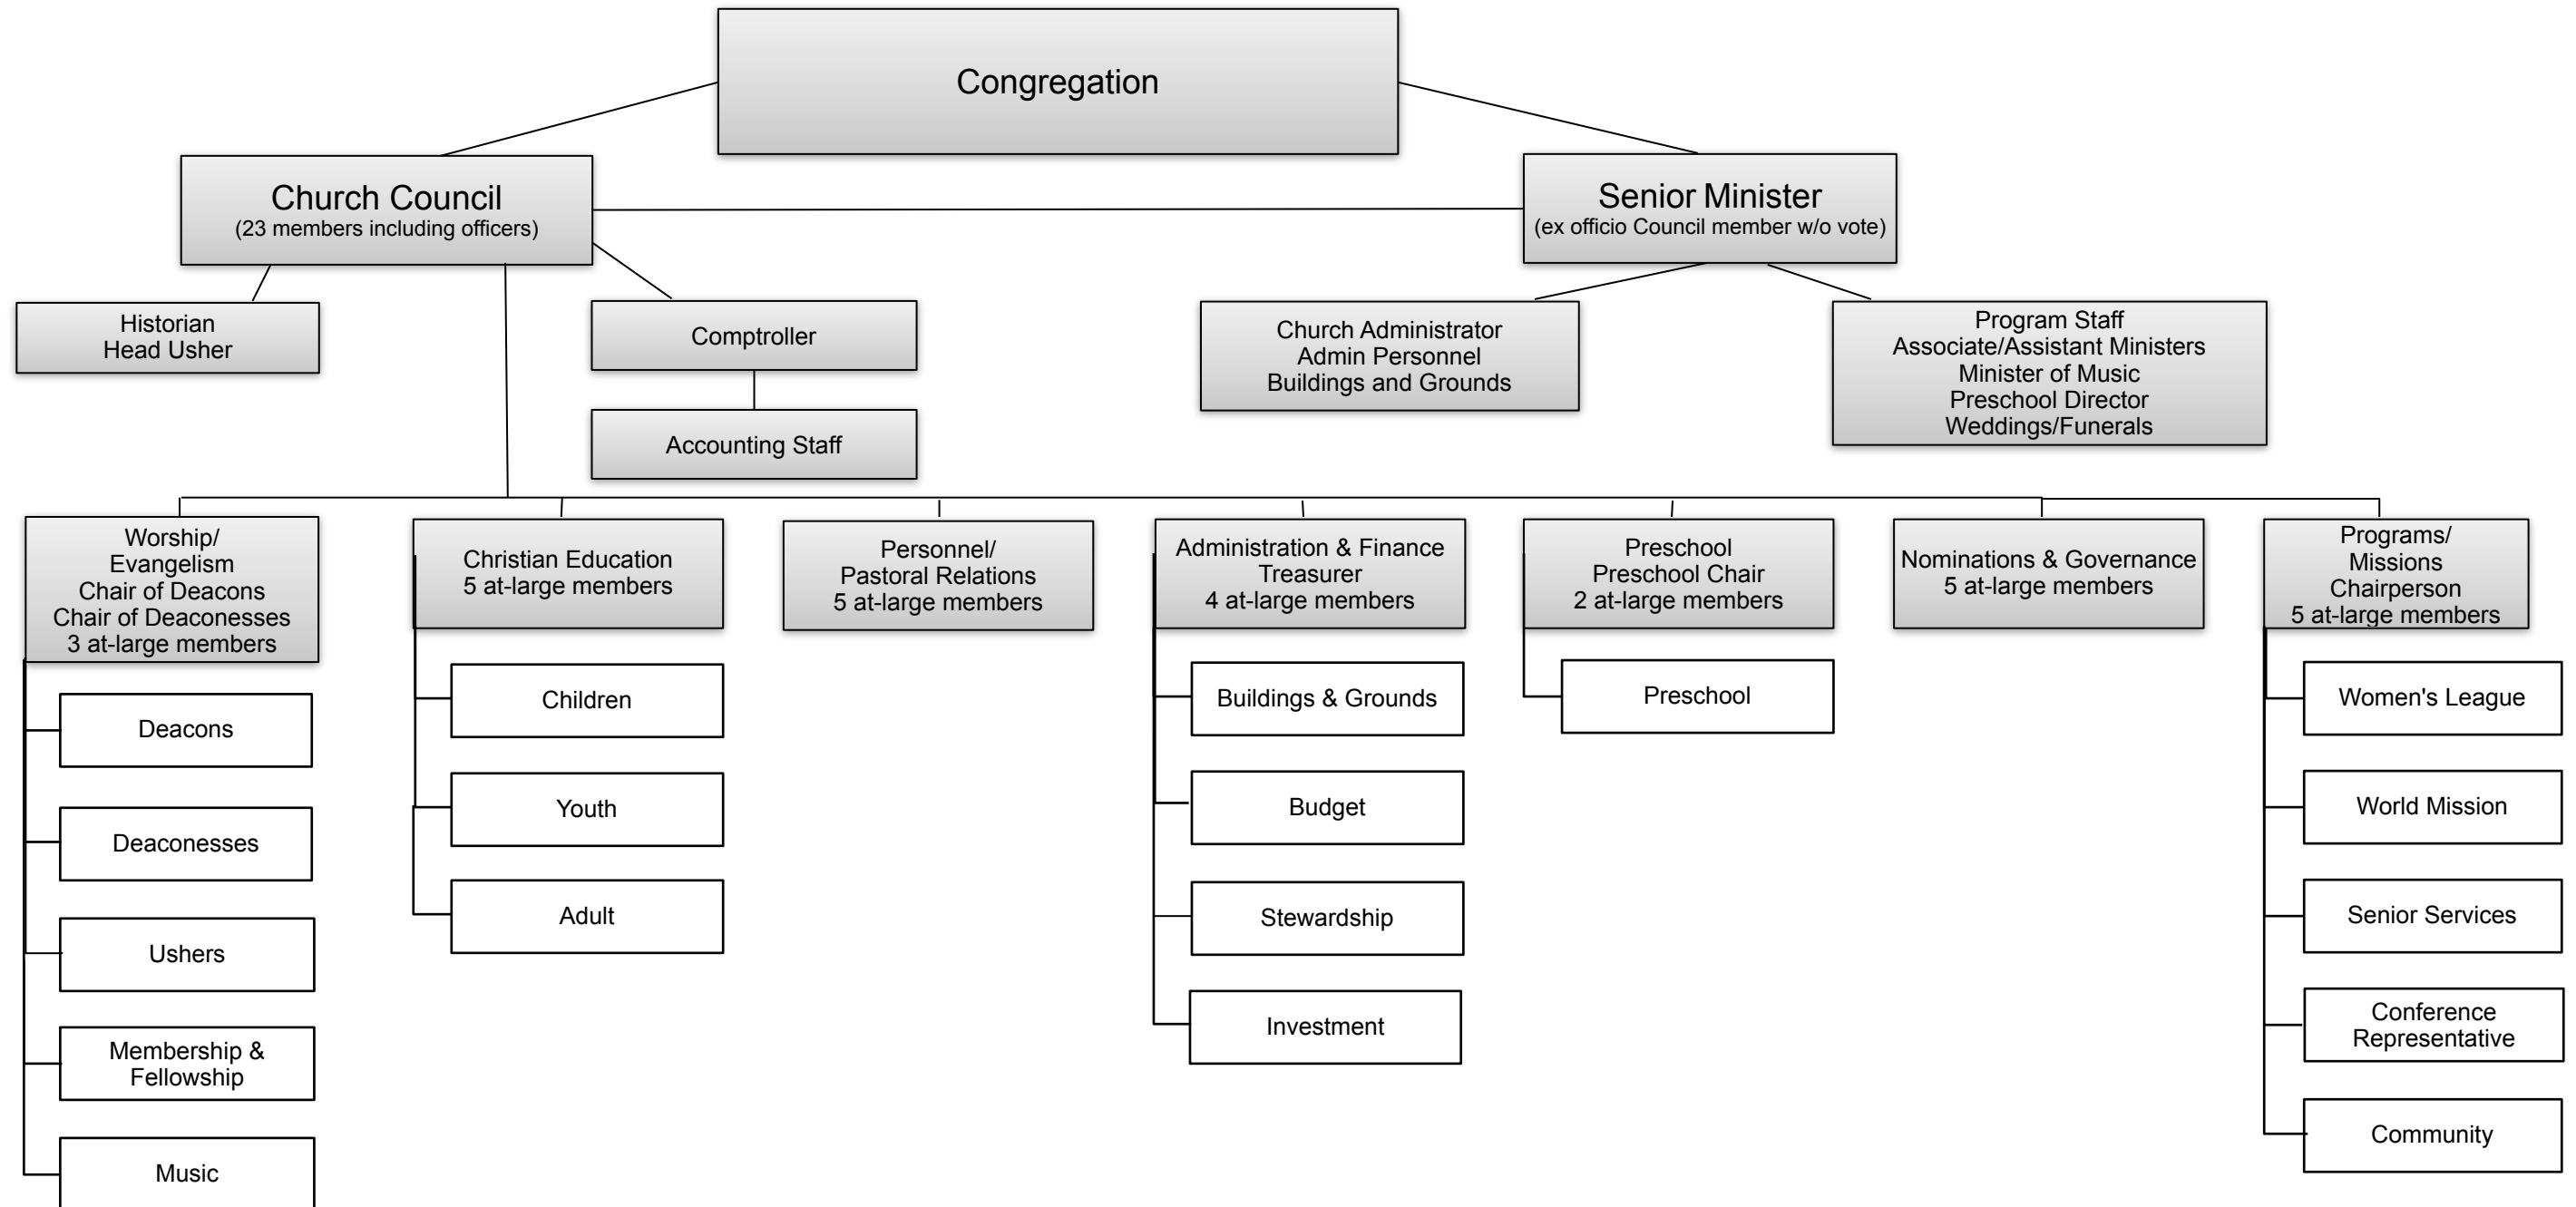 Congregation
Church Council
(23 members including officers)
Senior Minister
(ex officio Council member w/o vote)
Historian
Head Usher
Comptroller
Accounting Staff
Church Administrator
Admin Personnel
Buildings and Grounds
Program Staff
Associate/Assistant Ministers
Minister of Music
Preschool Director
Weddings/Funerals
Worship/
Evangelism
Chair of Deacons
Chair of Deaconesses
3 at-large members
Deacons
Deaconesses
Ushers
Membership &
Fellowship
Music
Christian Education
5 at-large members
Children
Youth
Adult
Personnel/
Pastoral Relations
5 at-large members
Administration & Finance
Treasurer
4 at-large members
Buildings & Grounds
Budget
Stewardship
Investment
Preschool
Preschool Chair
2 at-large members
Preschool
Nominations & Governance
5 at-large members
Programs/
Missions
Chairperson
5 at-large members
Women's League
World Mission
Senior Services
Conference
Representative
Community